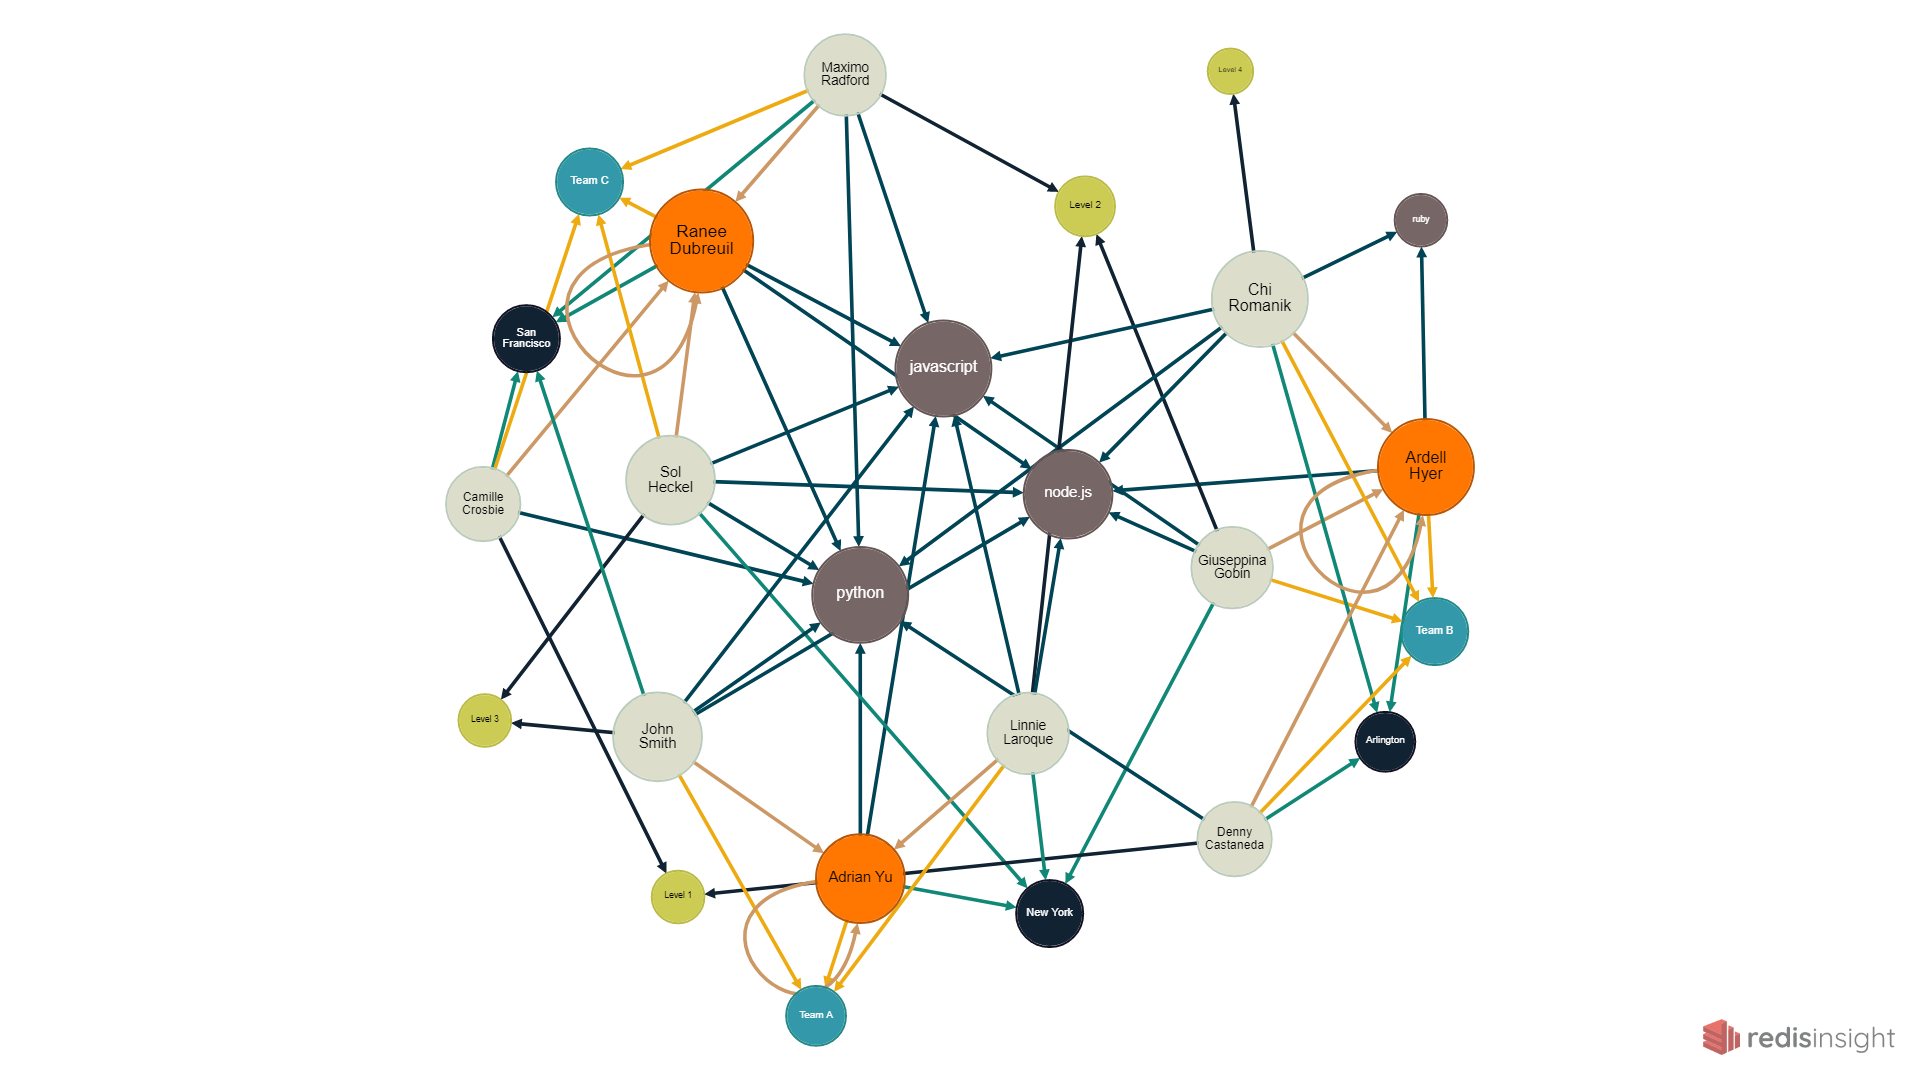 Maximo
Radford
Level 4
Team C
Level 2
ruby
Ranee
Dubreuil
Chi
Romanik
San
Francisco
javascript
Ardell
Hyer
Sol
Heckel
node.js
Camille
Crosbie
Giuseppina
Gobin
python
Team B
Level 3
John
Smith
Linnie
Laroque
Arlington
Denny
Castaneda
Adrian Yu
Level 1
New York
Team A
redisinsight